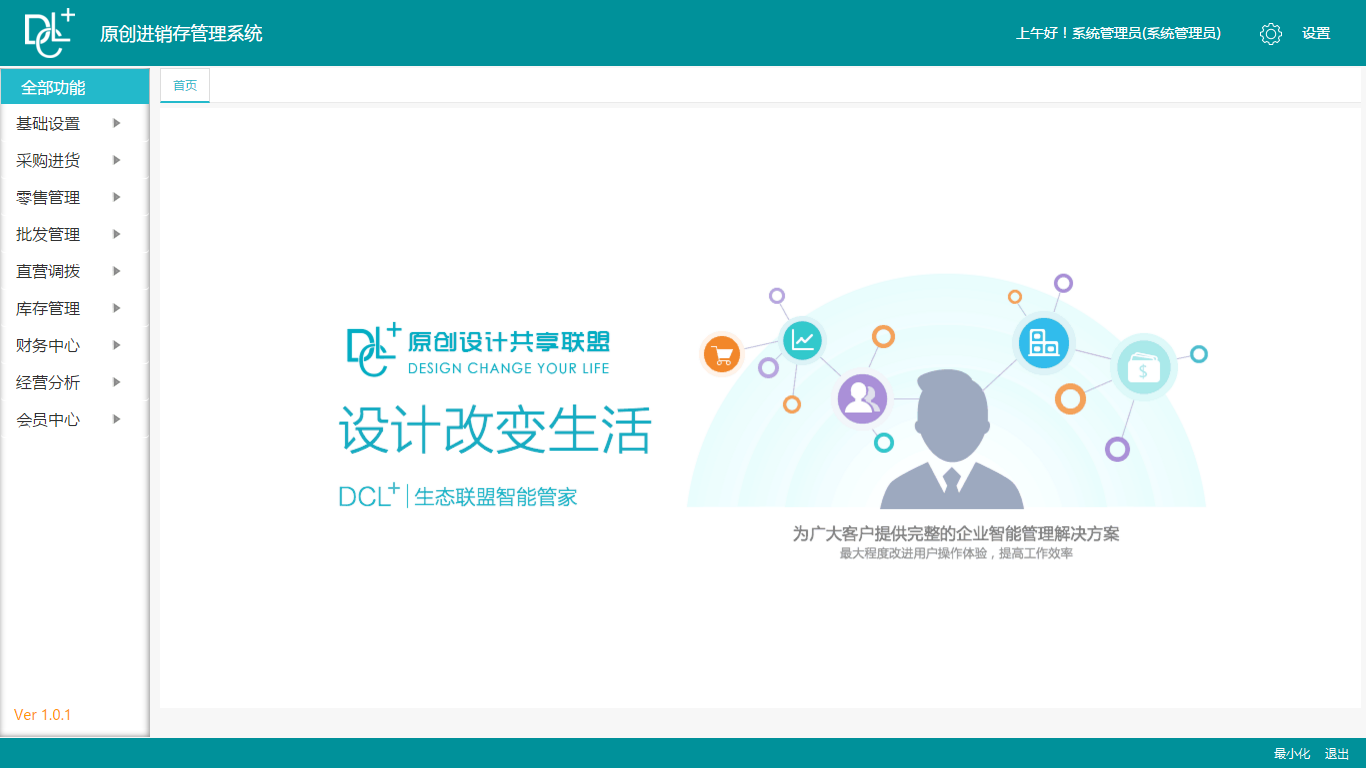 DCL+
原创进销存管理系统
上午好！系统管理员(系统管理员)
设置
全部功能
首页
基础设置
采购进货
零售管理
批发管理
直营调拨
库存管理
财务中心
经营分析
会员中心
DCL+ 原创设计共享联盟
DESIGN CHANGE YOUR LIFE
设计改变生活
DCL+|生态联盟智能管家
$
为广大客户提供完整的企业智能管理解决方案
最大程度改进用户操作体验，提高工作效率
Ver 1.0.1
最小化
退出